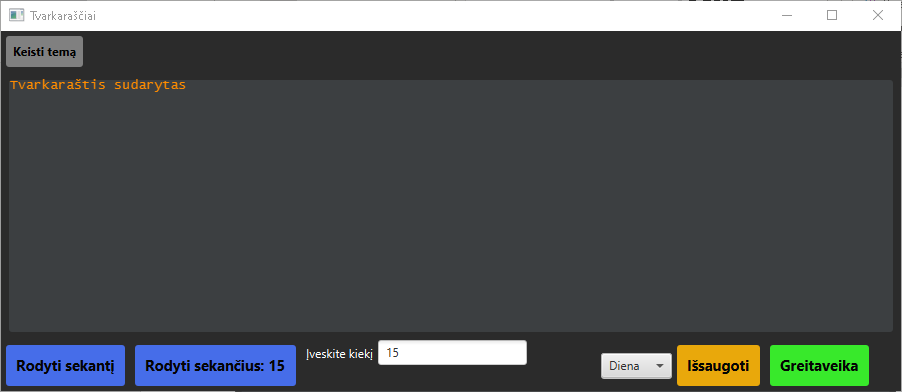 Tvarkaraščiai
Keisti temą
Tvarkaraštis sudarytas
Rodyti sekantį
Rodyti sekančius: 15
Įveskite kiekį
15
Diena
Išsaugoti
Greitaveika